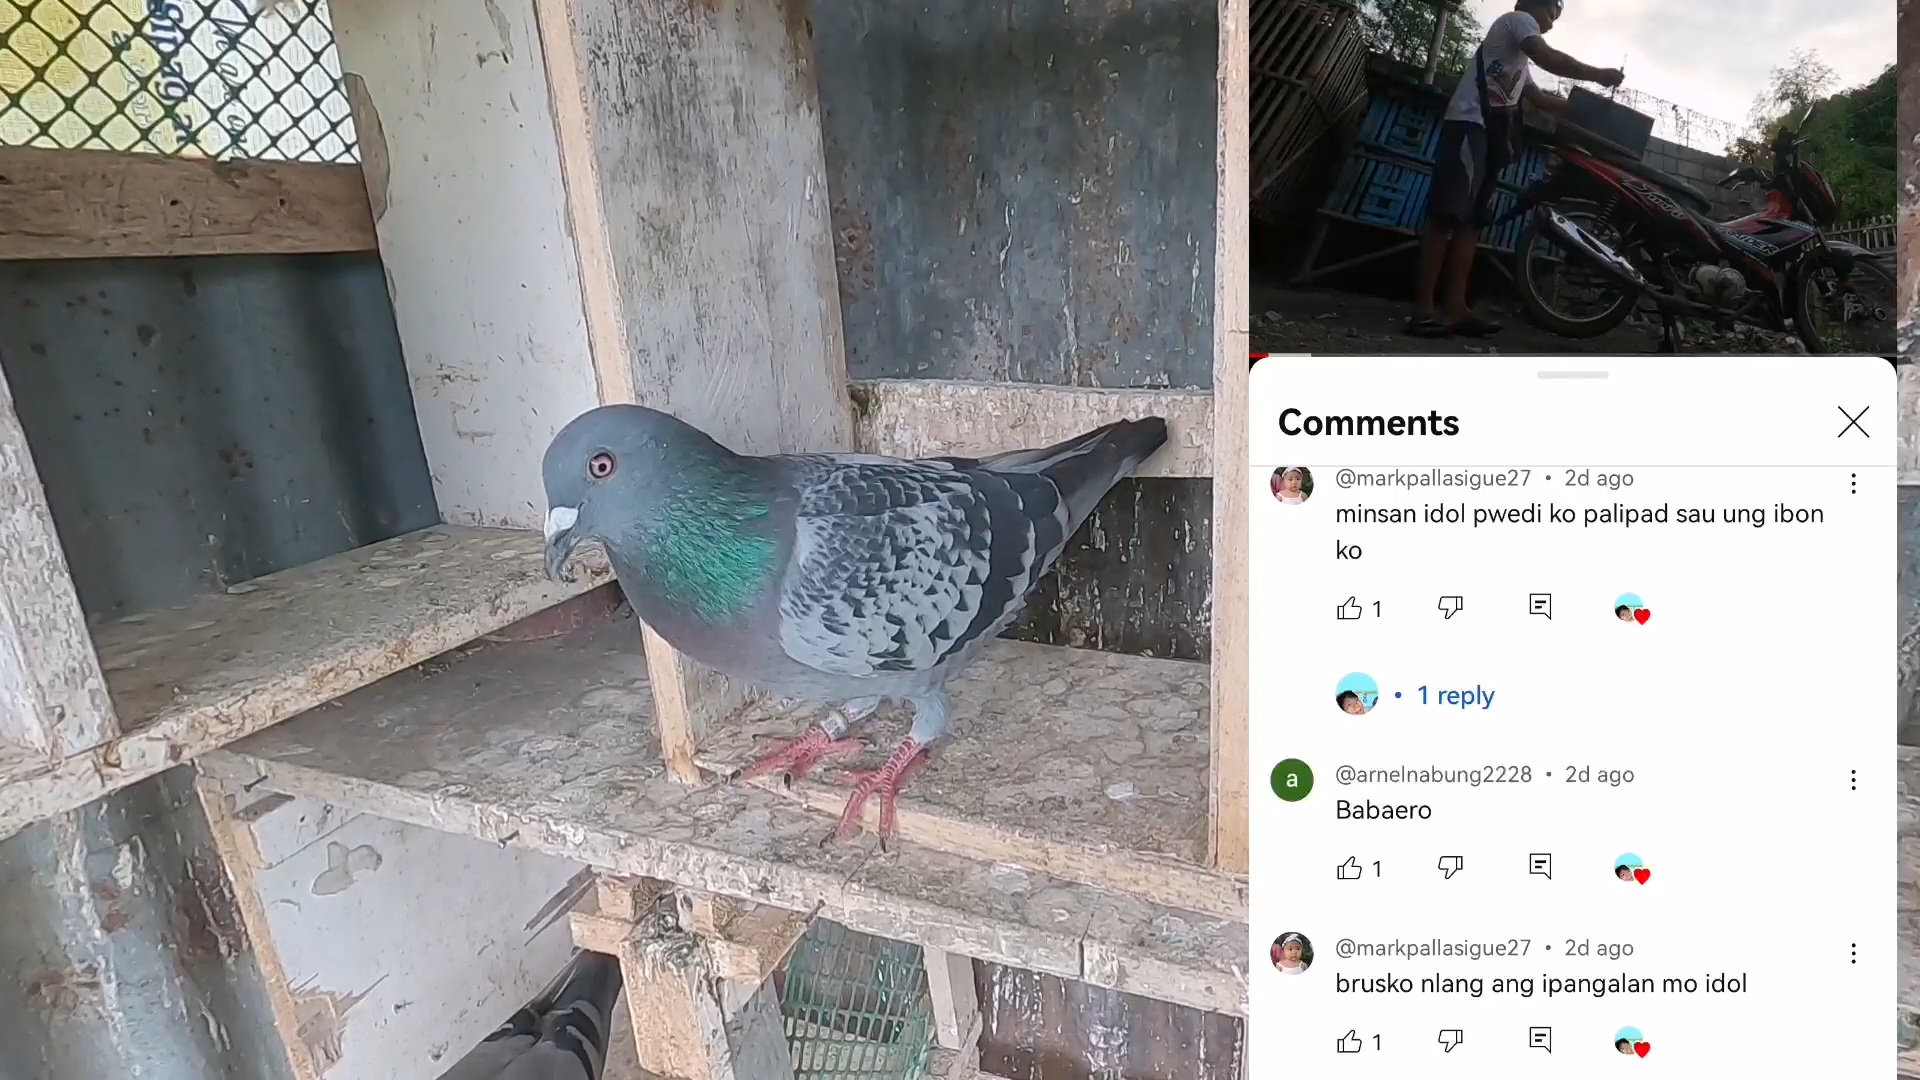 Comments
@markpallasigue27 • 2d ago
minsan idol pwedi ko palipad sau ung ibon
ko
1
• 1 reply
a
@arnelnabung2228 • 2d ago
Babaero
1
@markpallasigue27 • 2d ago
brusko nlang ang ipangalan mo idol
1